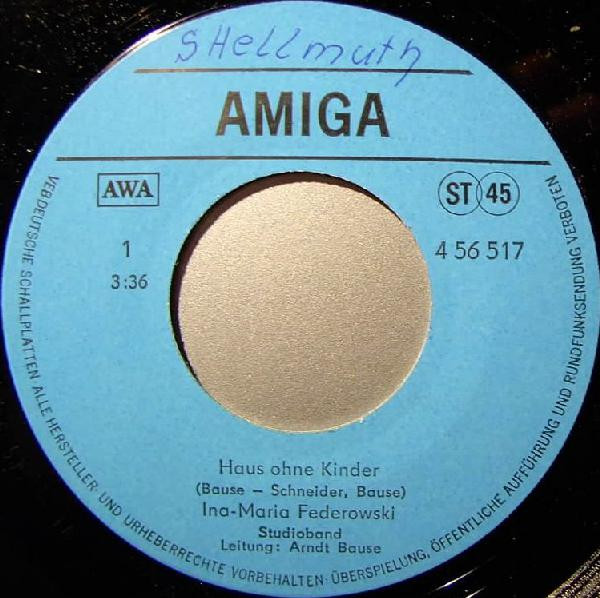 SHellmuth
AMIGA
AWA
ST 45
1
4 56 517
3:36
Haus ohne Kinder
(Bause – Schneider, Bause)
Ina-Maria Federowski
Studioband
Leitung: Arndt Bause
VEB DEUTSCHE SCHALLPLATTEN ALLE HERSTELLER- UND URHEBERRECHTE VORBEHALTEN · ÜBERSPIELUNG, ÖFFENTLICHE AUFFÜHRUNG UND RUNDFUNKSENDUNG VERBOTEN